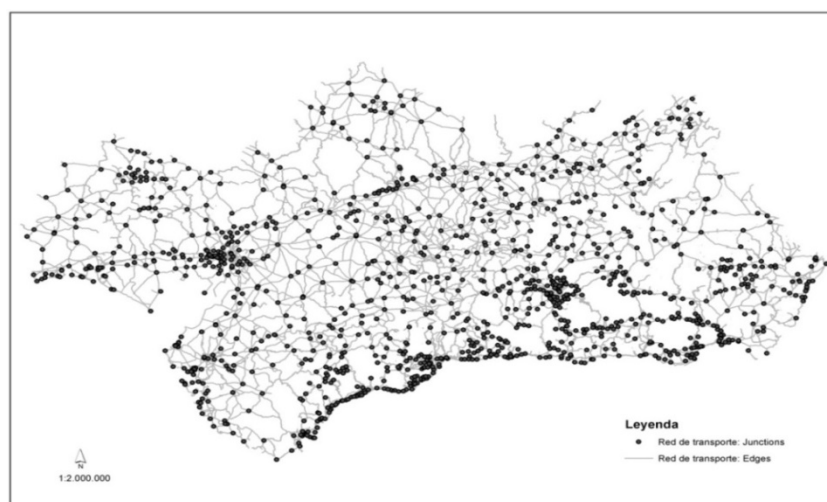 Leyenda
Red de transporte: Junctions
Red de transporte: Edges
N
1:2.000.000